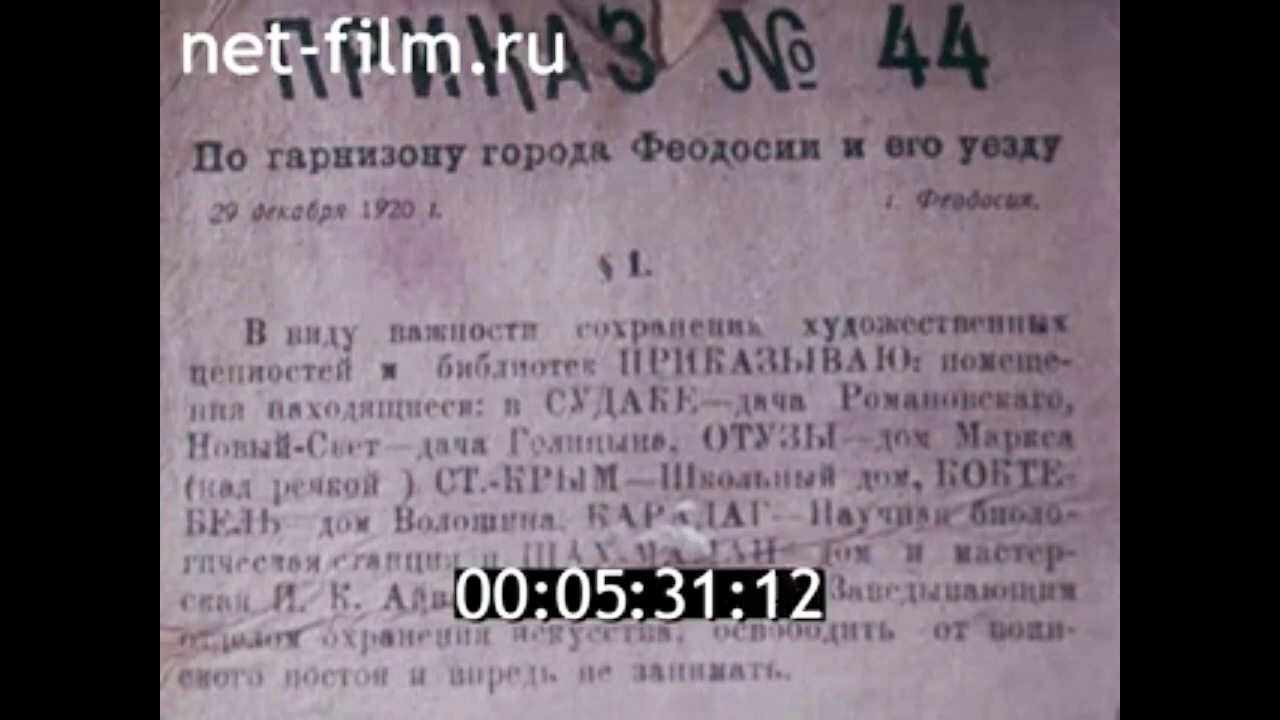 net-film.ru
ПРИКАЗ № 44
По гарнизону города Феодосии и его уезду
29 декабря 1920 г. г. Феодосия.
§ 1.
В виду важности сохранения художественных
ценностей и библиотек ПРИКАЗЫВАЮ: помеще-
ния находящиеся: в СУДАКЕ—дача Романовскаго,
Новый-Свет—дача Голицына, ОТУЗЫ—дом Маркса
(над речкой ) СТ.-КРЫМ—Школьный дом, КОКТЕ-
БЕЛЬ дом Волошина, КАРАДАГ—Научная биоло-
гическая станция и дом и мастер-
ская И. К. Заведывающим
00:05:31:12
отделом охранения искусства, освободить от воин-
ского постоя и впредь не занимать.